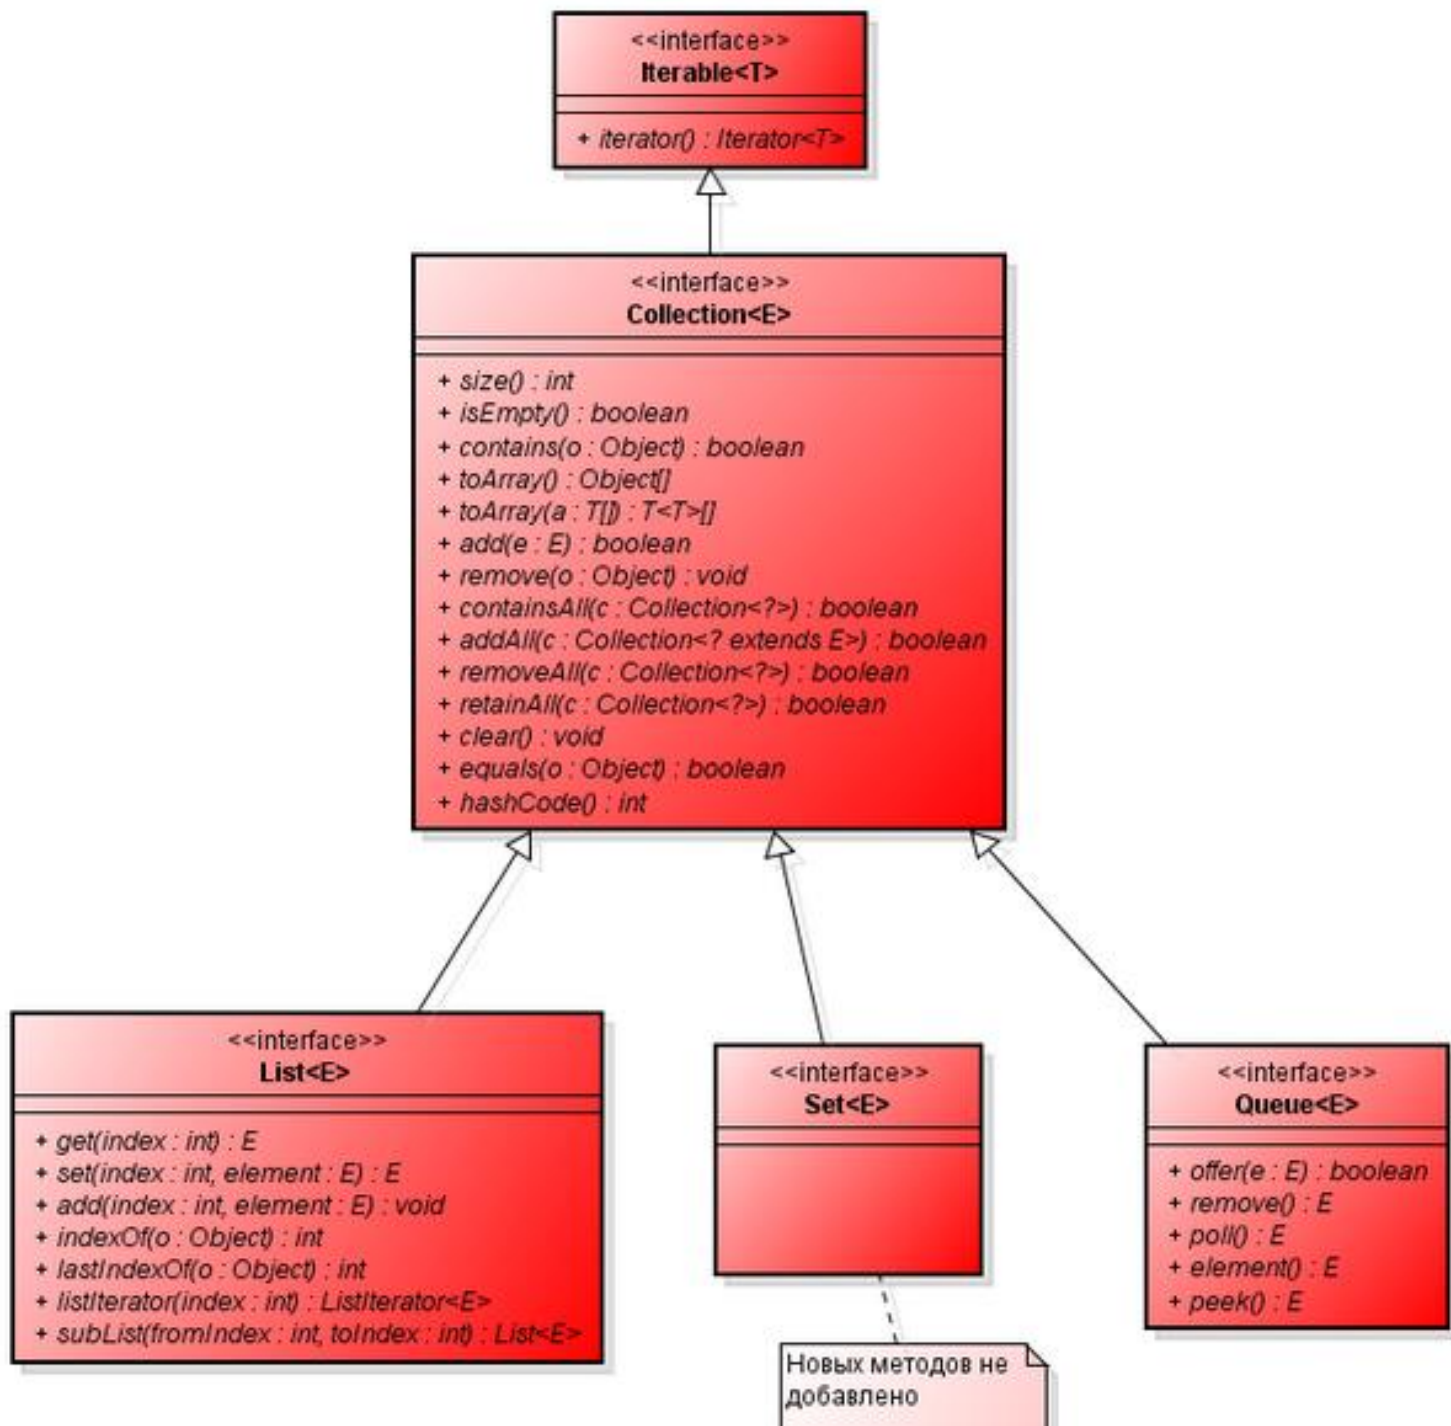 <<interface>>
Iterable<T>
+ iterator() : Iterator<T>
<<interface>>
Collection<E>
+ size() : int
+ isEmpty() : boolean
+ contains(o : Object) : boolean
+ toArray() : Object[]
+ toArray(a : T[]) : T<T>[]
+ add(e : E) : boolean
+ remove(o : Object) : void
+ containsAll(c : Collection<?>) : boolean
+ addAll(c : Collection<? extends E>) : boolean
+ removeAll(c : Collection<?>) : boolean
+ retainAll(c : Collection<?>) : boolean
+ clear() : void
+ equals(o : Object) : boolean
+ hashCode() : int
<<interface>>
List<E>
+ get(index : int) : E
+ set(index : int, element : E) : E
+ add(index : int, element : E) : void
+ indexOf(o : Object) : int
+ lastIndexOf(o : Object) : int
+ listIterator(index : int) : ListIterator<E>
+ subList(fromIndex : int, toIndex : int) : List<E>
<<interface>>
Set<E>
<<interface>>
Queue<E>
+ offer(e : E) : boolean
+ remove() : E
+ poll() : E
+ element() : E
+ peek() : E
Новых методов не
добавлено